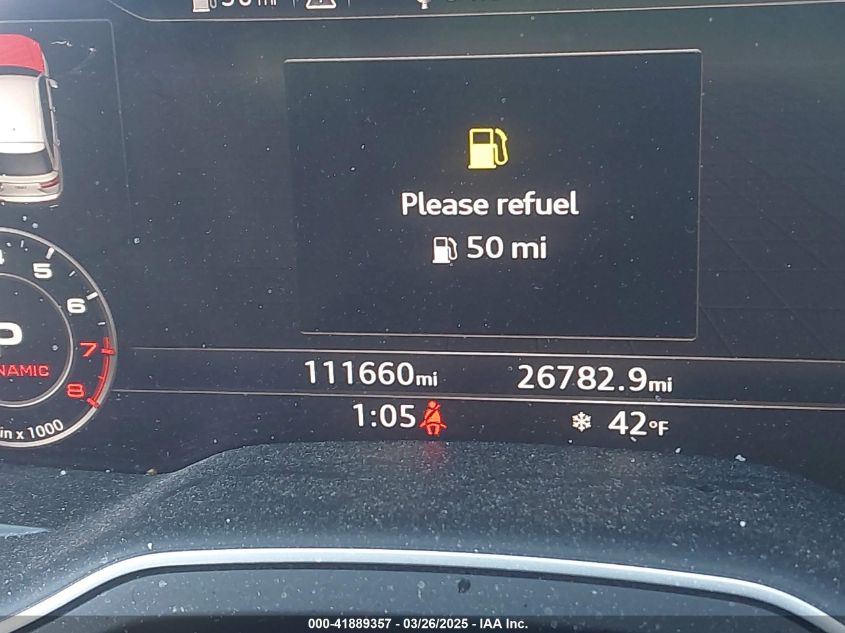 Please refuel
50 mi
5
6
7
8
111660mi 26782.9mi
1:05 42°F
x 1000
000-41889357 - 03/26/2025 - IAA Inc.